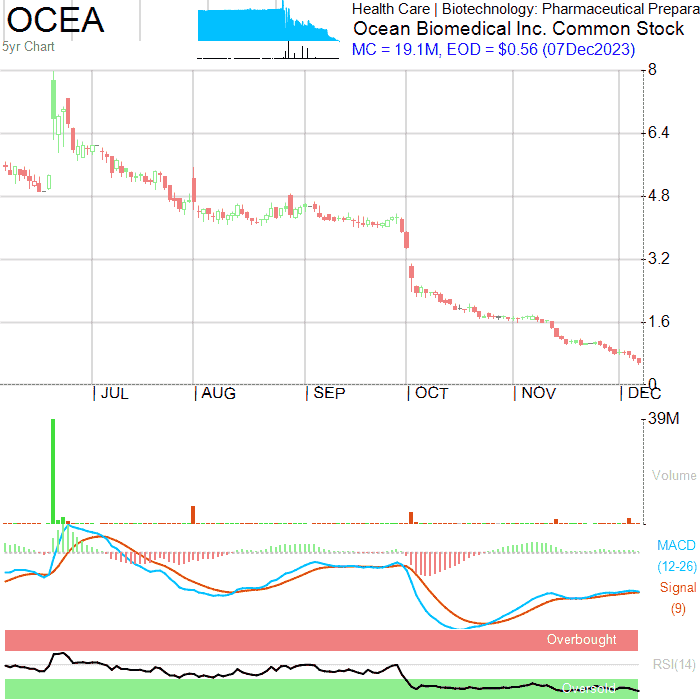 OCEA
5yr Chart
Health Care | Biotechnology: Pharmaceutical Prepara
Ocean Biomedical Inc. Common Stock
MC = 19.1M, EOD = $0.56 (07Dec2023)
8
6.4
4.8
3.2
1.6
0
JUL
AUG
SEP
OCT
NOV
DEC
39M
Volume
MACD
(12-26)
Signal
(9)
Overbought
RSI(14)
Oversold